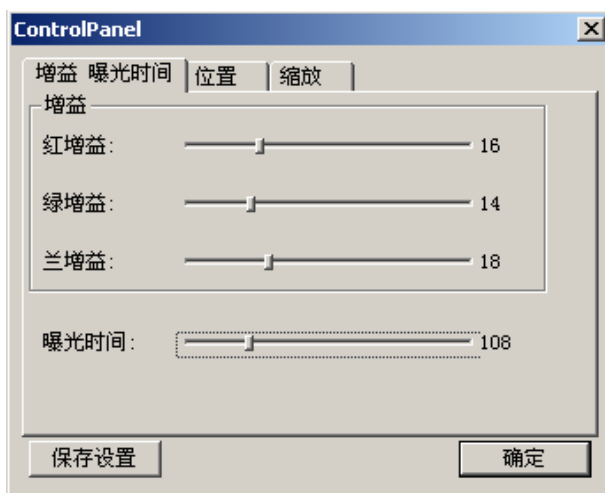 ControlPanel
增益 曝光时间 位置 缩放
增益
红增益: 16
绿增益: 14
兰增益: 18
曝光时间: 108
保存设置 确定